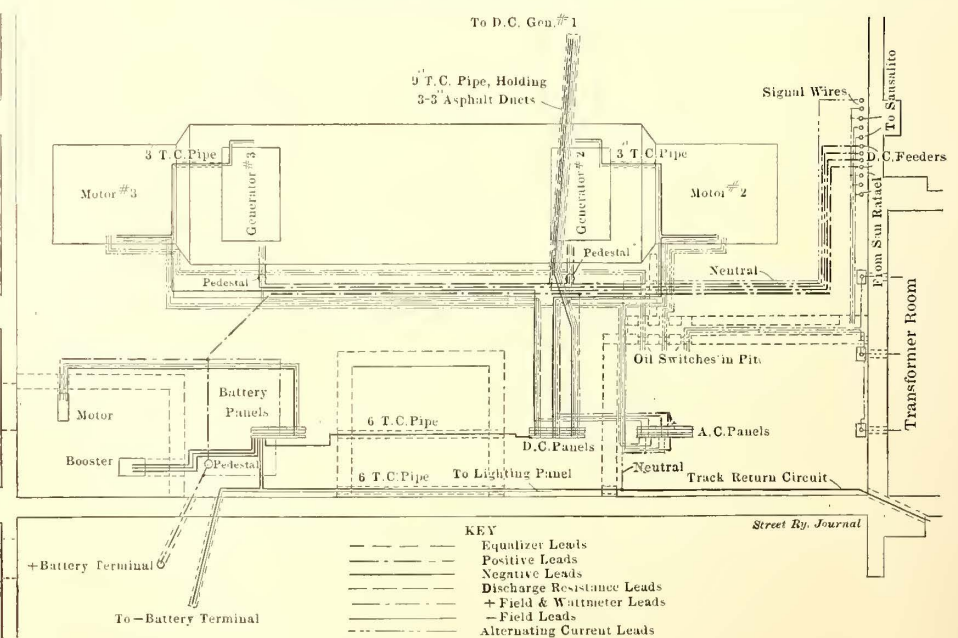 To D.C. Gen. #1
9" T.C. Pipe, Holding
3-3" Asphalt Ducts
Signal Wires
To Sausalito
D.C. Feeders
From San Rafael
3 T.C. Pipe
3" T.C. Pipe
Motor #3
Generator #3
Generator #2
Motor #2
Pedestal
Pedestal
Neutral
Transformer Room
Oil Switches in Pit
Motor
Battery
Panels
6 T.C. Pipe
D.C. Panels
A.C. Panels
Booster
Pedestal
6 T.C. Pipe
To Lighting Panel
Neutral
Track Return Circuit
Street Ry. Journal
+Battery Terminal
To –Battery Terminal
KEY
Equalizer Leads
Positive Leads
Negative Leads
Discharge Resistance Leads
+ Field & Wattmeter Leads
– Field Leads
Alternating Current Leads